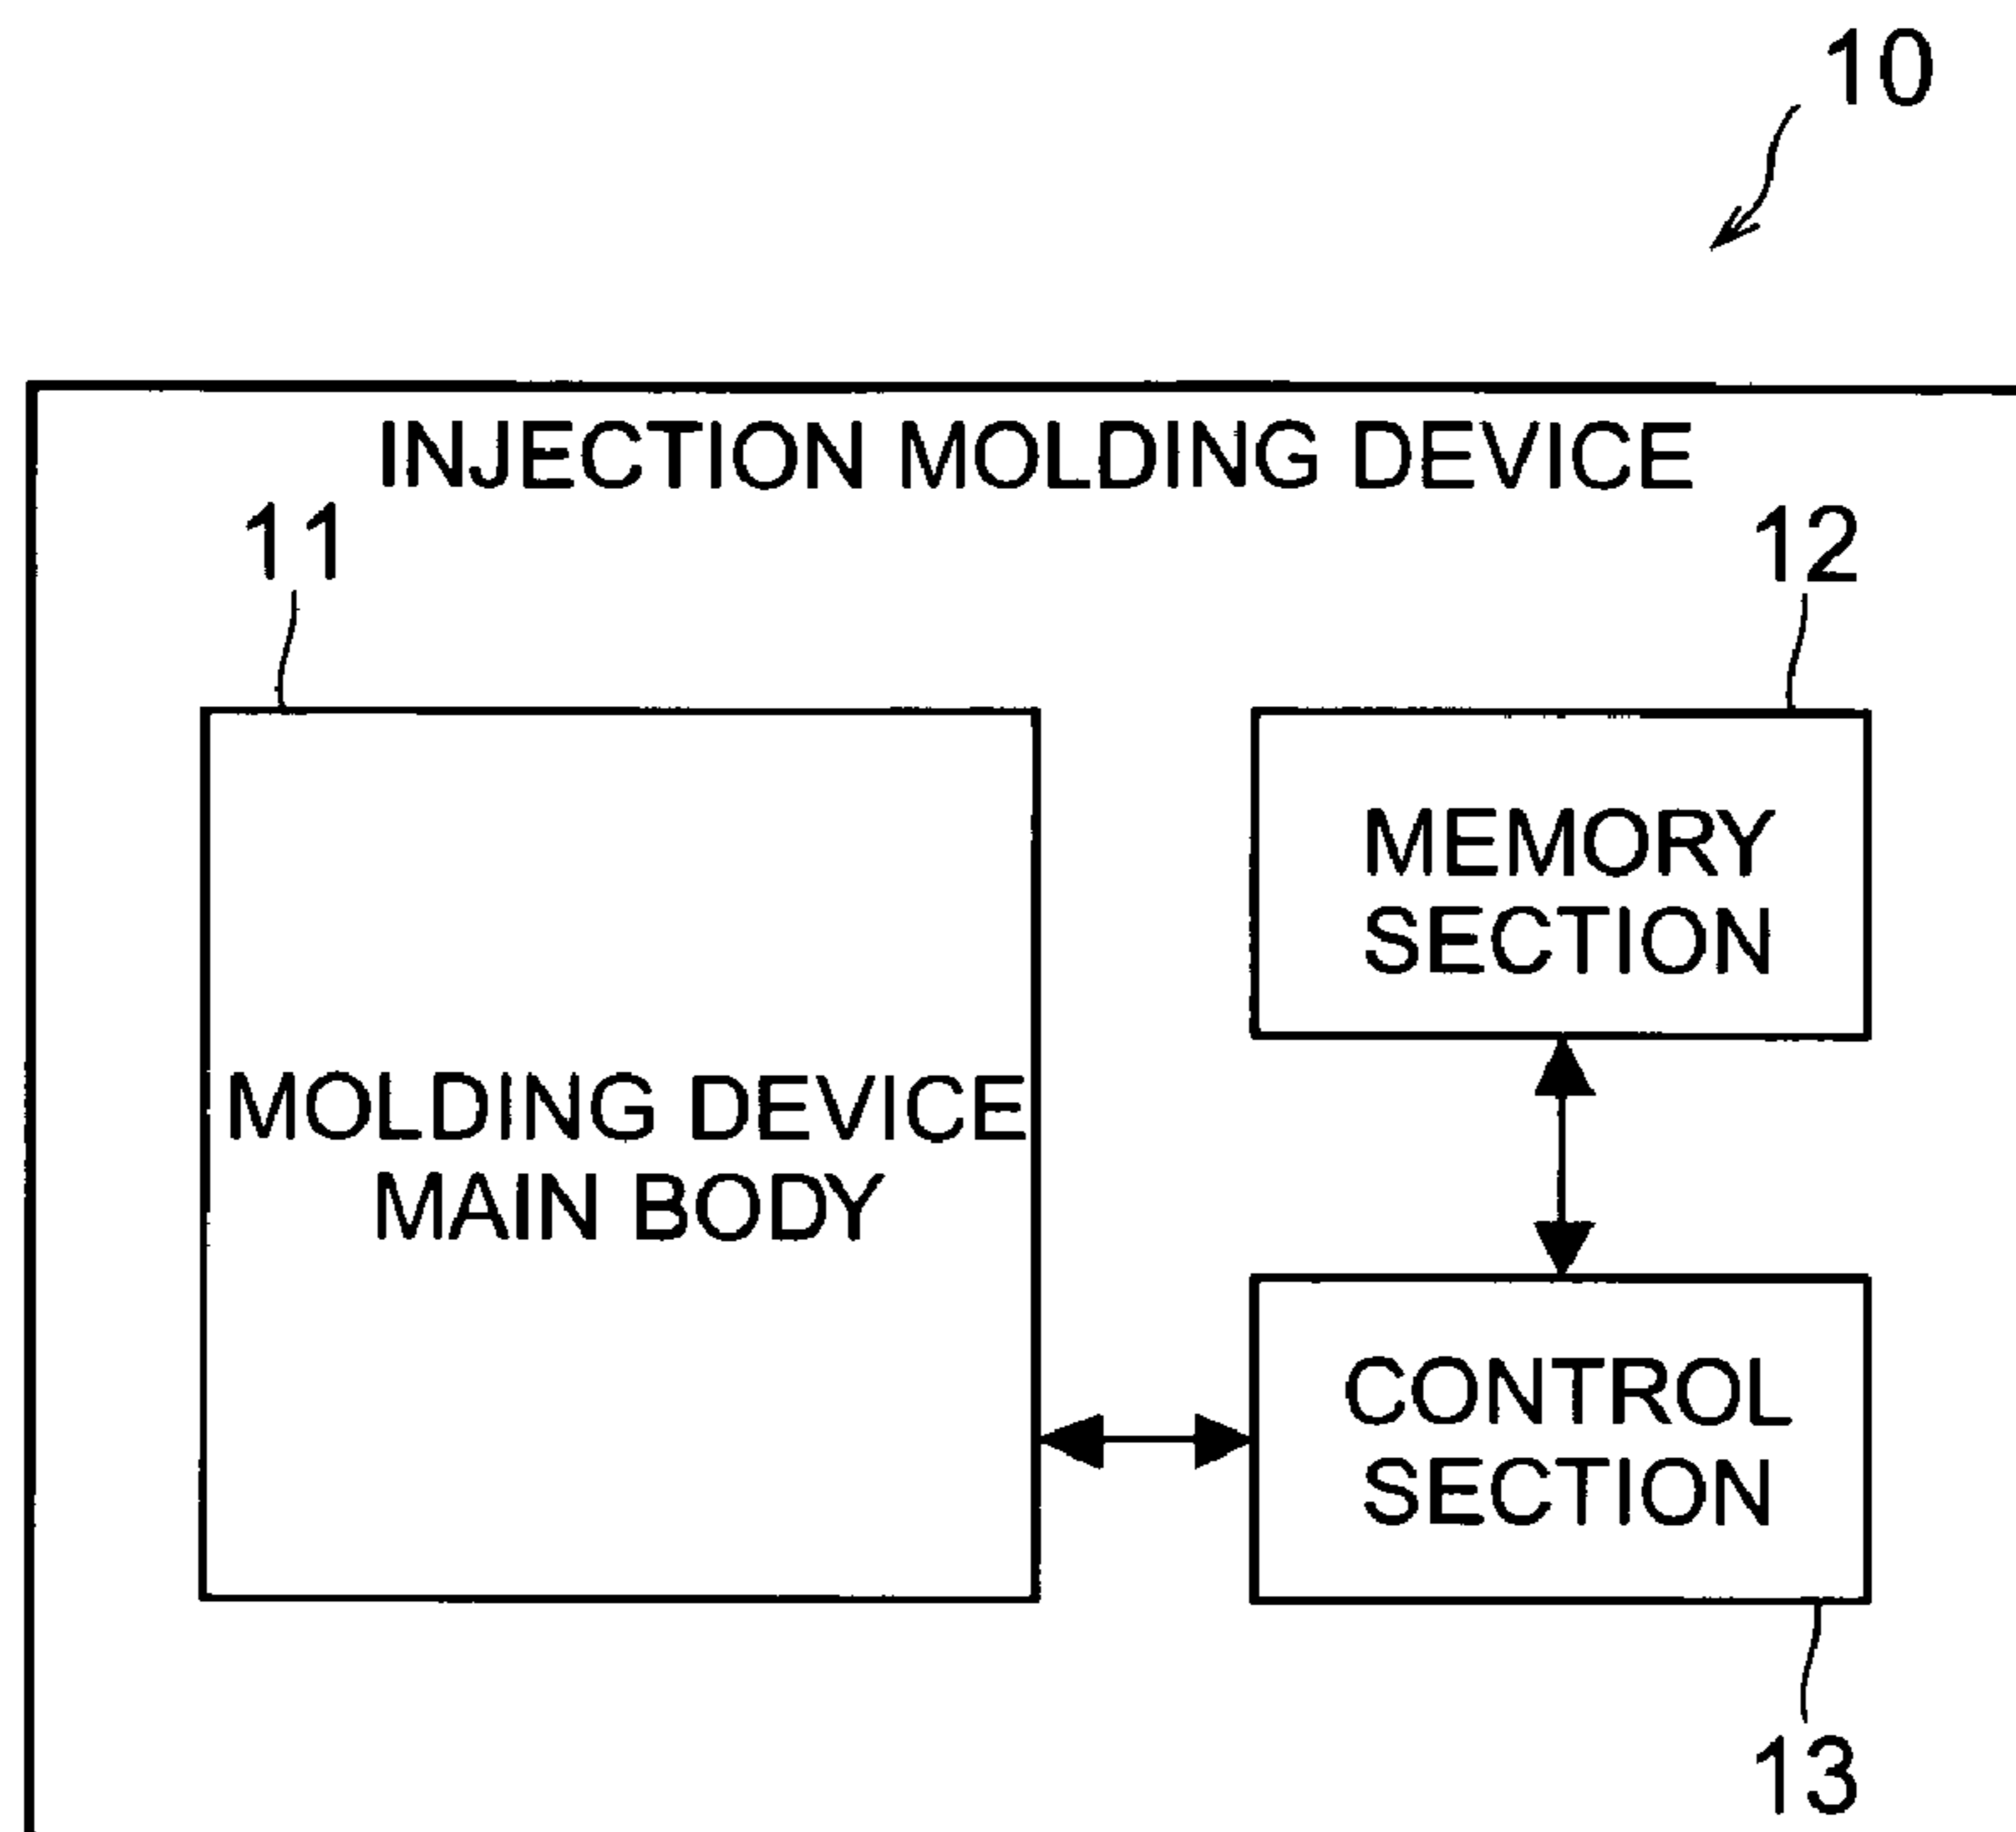 10
INJECTION MOLDING DEVICE
11
12
MEMORY
SECTION
MOLDING DEVICE
MAIN BODY
CONTROL
SECTION
13